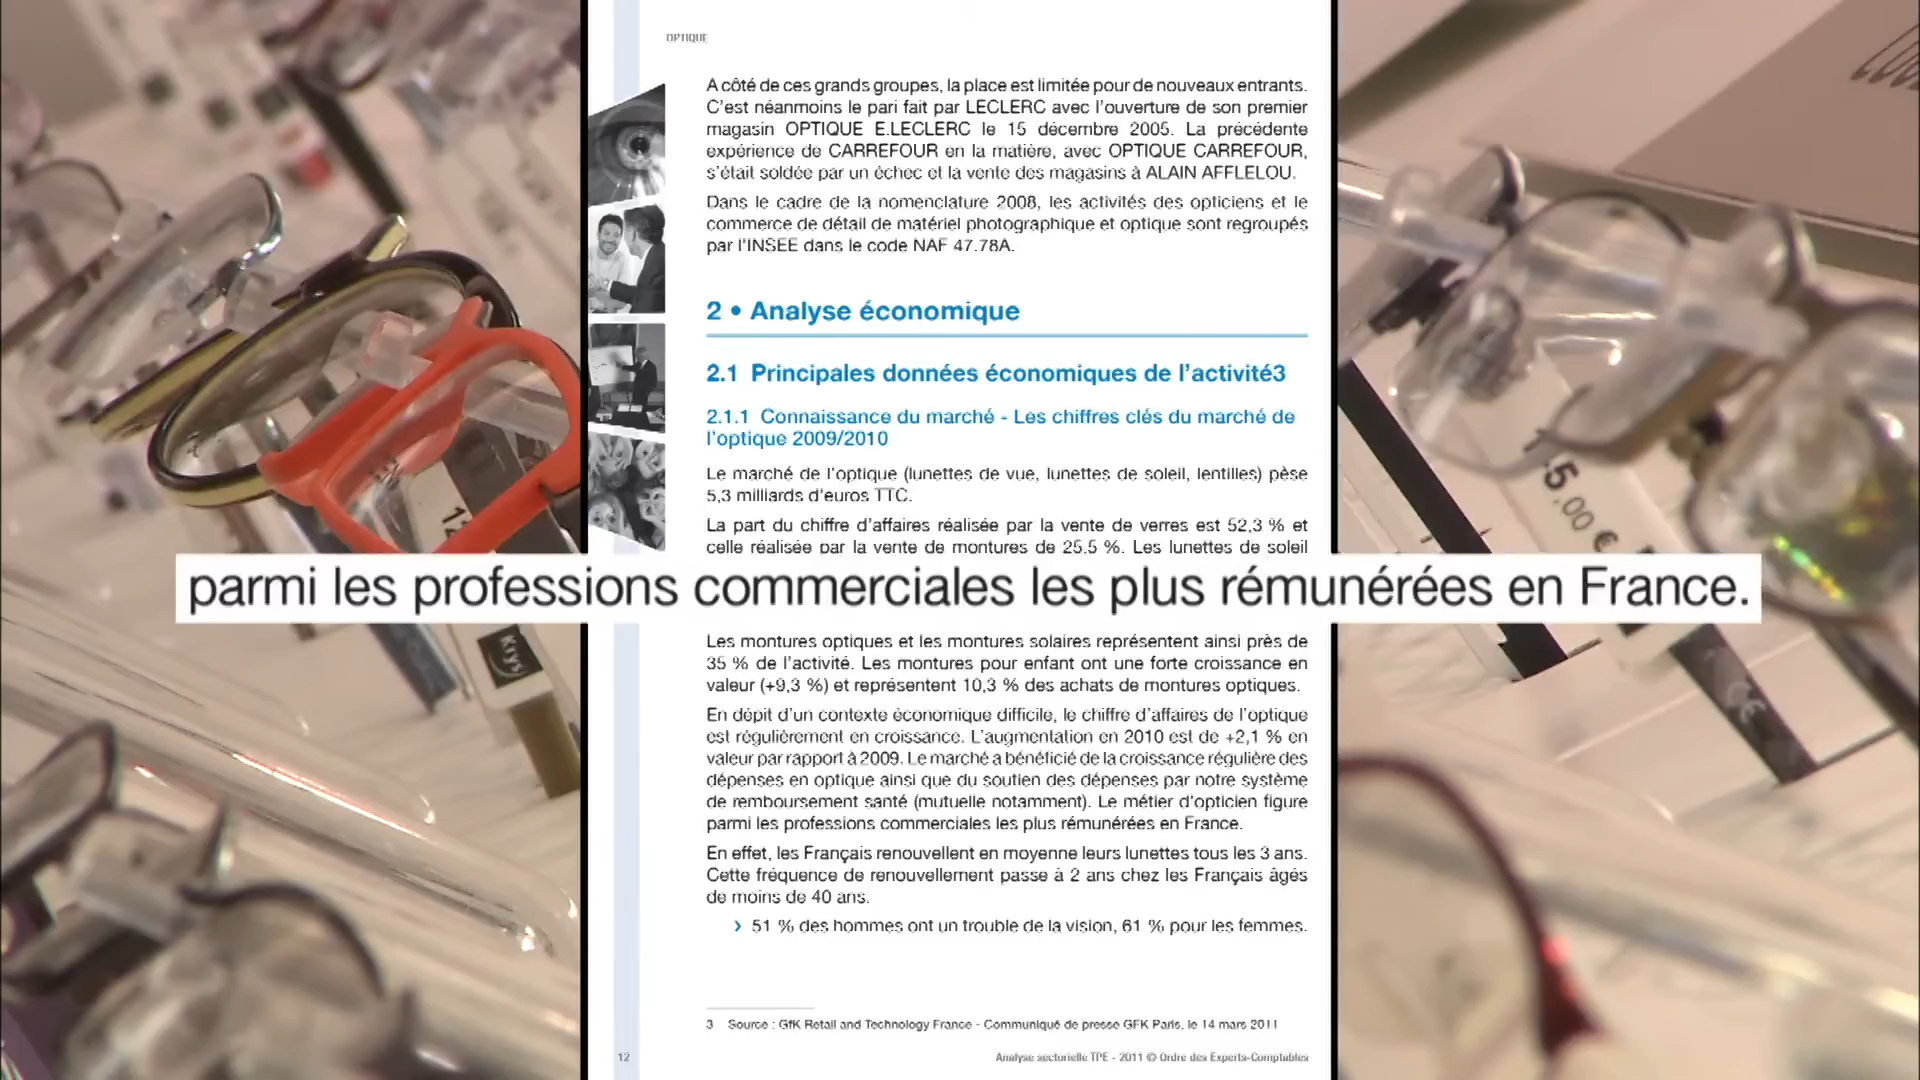 OPTIQUE
A côté de ces grands groupes, la place est limitée pour de nouveaux entrants.
C'est néanmoins le pari fait par LECLERC avec l'ouverture de son premier
magasin OPTIQUE E.LECLERC le 15 décembre 2005. La précédente
expérience de CARREFOUR en la matière, avec OPTIQUE CARREFOUR,
s'était soldée par un échec et la vente des magasins à ALAIN AFFLELOU.
Dans le cadre de la nomenclature 2008, les activités des opticiens et le
commerce de détail de matériel photographique et optique sont regroupés
par l'INSEE dans le code NAF 47.78A.
2 • Analyse économique
2.1 Principales données économiques de l'activité3
2.1.1 Connaissance du marché - Les chiffres clés du marché de
l'optique 2009/2010
Le marché de l'optique (lunettes de vue, lunettes de soleil, lentilles) pèse
5,3 milliards d'euros TTC.
La part du chiffre d'affaires réalisée par la vente de verres est 52,3 % et
celle réalisée par la vente de montures de 25.5 %. Les lunettes de soleil
parmi les professions commerciales les plus rémunérées en France.
Les montures optiques et les montures solaires représentent ainsi près de
35 % de l'activité. Les montures pour enfant ont une forte croissance en
valeur (+9,3 %) et représentent 10,3 % des achats de montures optiques.
En dépit d'un contexte économique difficile, le chiffre d'affaires de l'optique
est régulièrement en croissance. L'augmentation en 2010 est de +2,1 % en
valeur par rapport à 2009. Le marché a bénéficié de la croissance régulière des
dépenses en optique ainsi que du soutien des dépenses par notre système
de remboursement santé (mutuelle notamment). Le métier d'opticien figure
parmi les professions commerciales les plus rémunérées en France.
En effet, les Français renouvellent en moyenne leurs lunettes tous les 3 ans.
Cette fréquence de renouvellement passe à 2 ans chez les Français âgés
de moins de 40 ans.
› 51 % des hommes ont un trouble de la vision, 61 % pour les femmes.
3 Source : GfK Retail and Technology France - Communiqué de presse GFK Paris, le 14 mars 2011
12
Analyse sectorielle TPE - 2011 © Ordre des Experts-Comptables
Krys
5.00 €